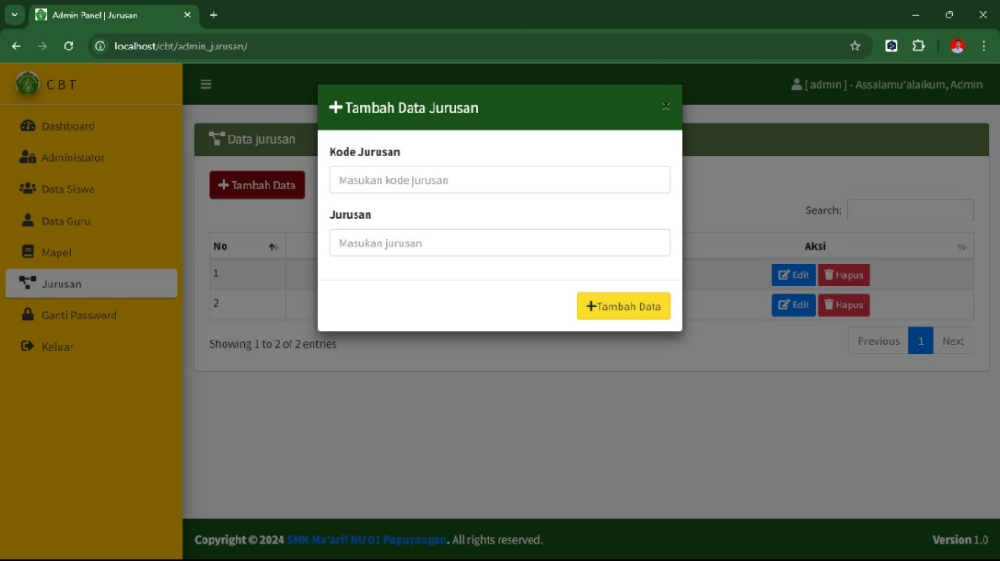 Admin Panel | Jurusan
localhost/cbt/admin_jurusan/
CBT
[ admin ] - Assalamu'alaikum, Admin
Dashboard
Administator
Data Siswa
Data Guru
Mapel
Jurusan
Ganti Password
Keluar
Data jurusan
Tambah Data
Search:
No
Aksi
1
Edit
Hapus
2
Edit
Hapus
Showing 1 to 2 of 2 entries
Previous 1 Next
Tambah Data Jurusan
Kode Jurusan
Masukan kode jurusan
Jurusan
Masukan jurusan
Tambah Data
Copyright © 2024 SMK Ma'arif NU 01 Paguyangan. All rights reserved.
Version 1.0